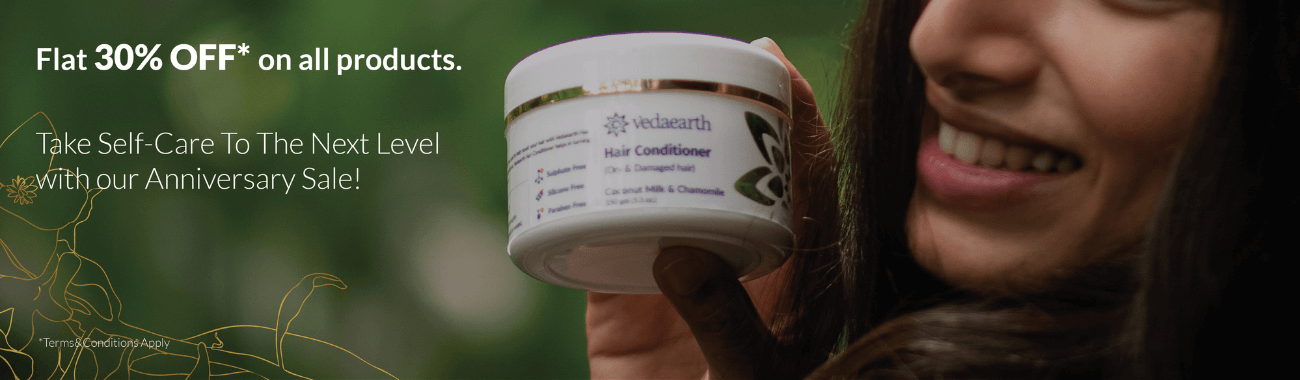 Flat 30% OFF* on all products.
Take Self-Care To The Next Level
with our Anniversary Sale!
*Terms&Conditions Apply
vedaearth
Hair Conditioner
(Dry & Damaged hair)
Coconut Milk & Chamomile
Sulphate Free
Silicone Free
Paraben Free